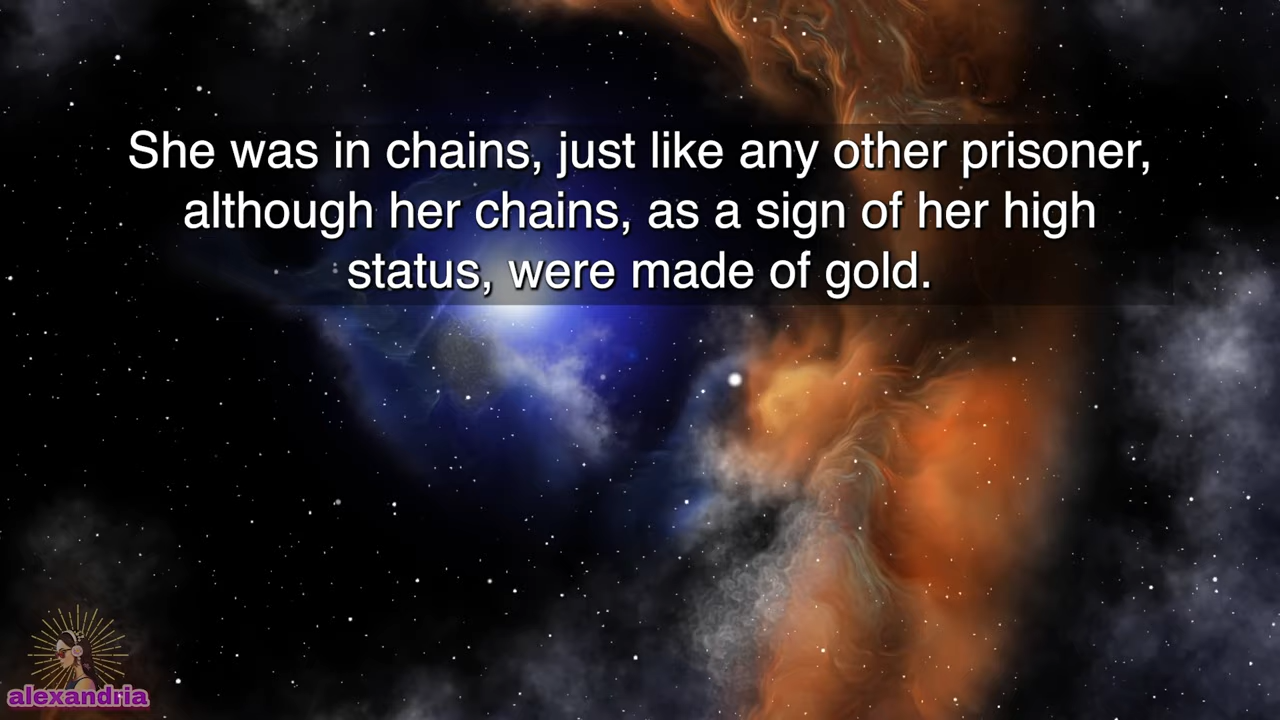 She was in chains, just like any other prisoner,
although her chains, as a sign of her high
status, were made of gold.
alexandria